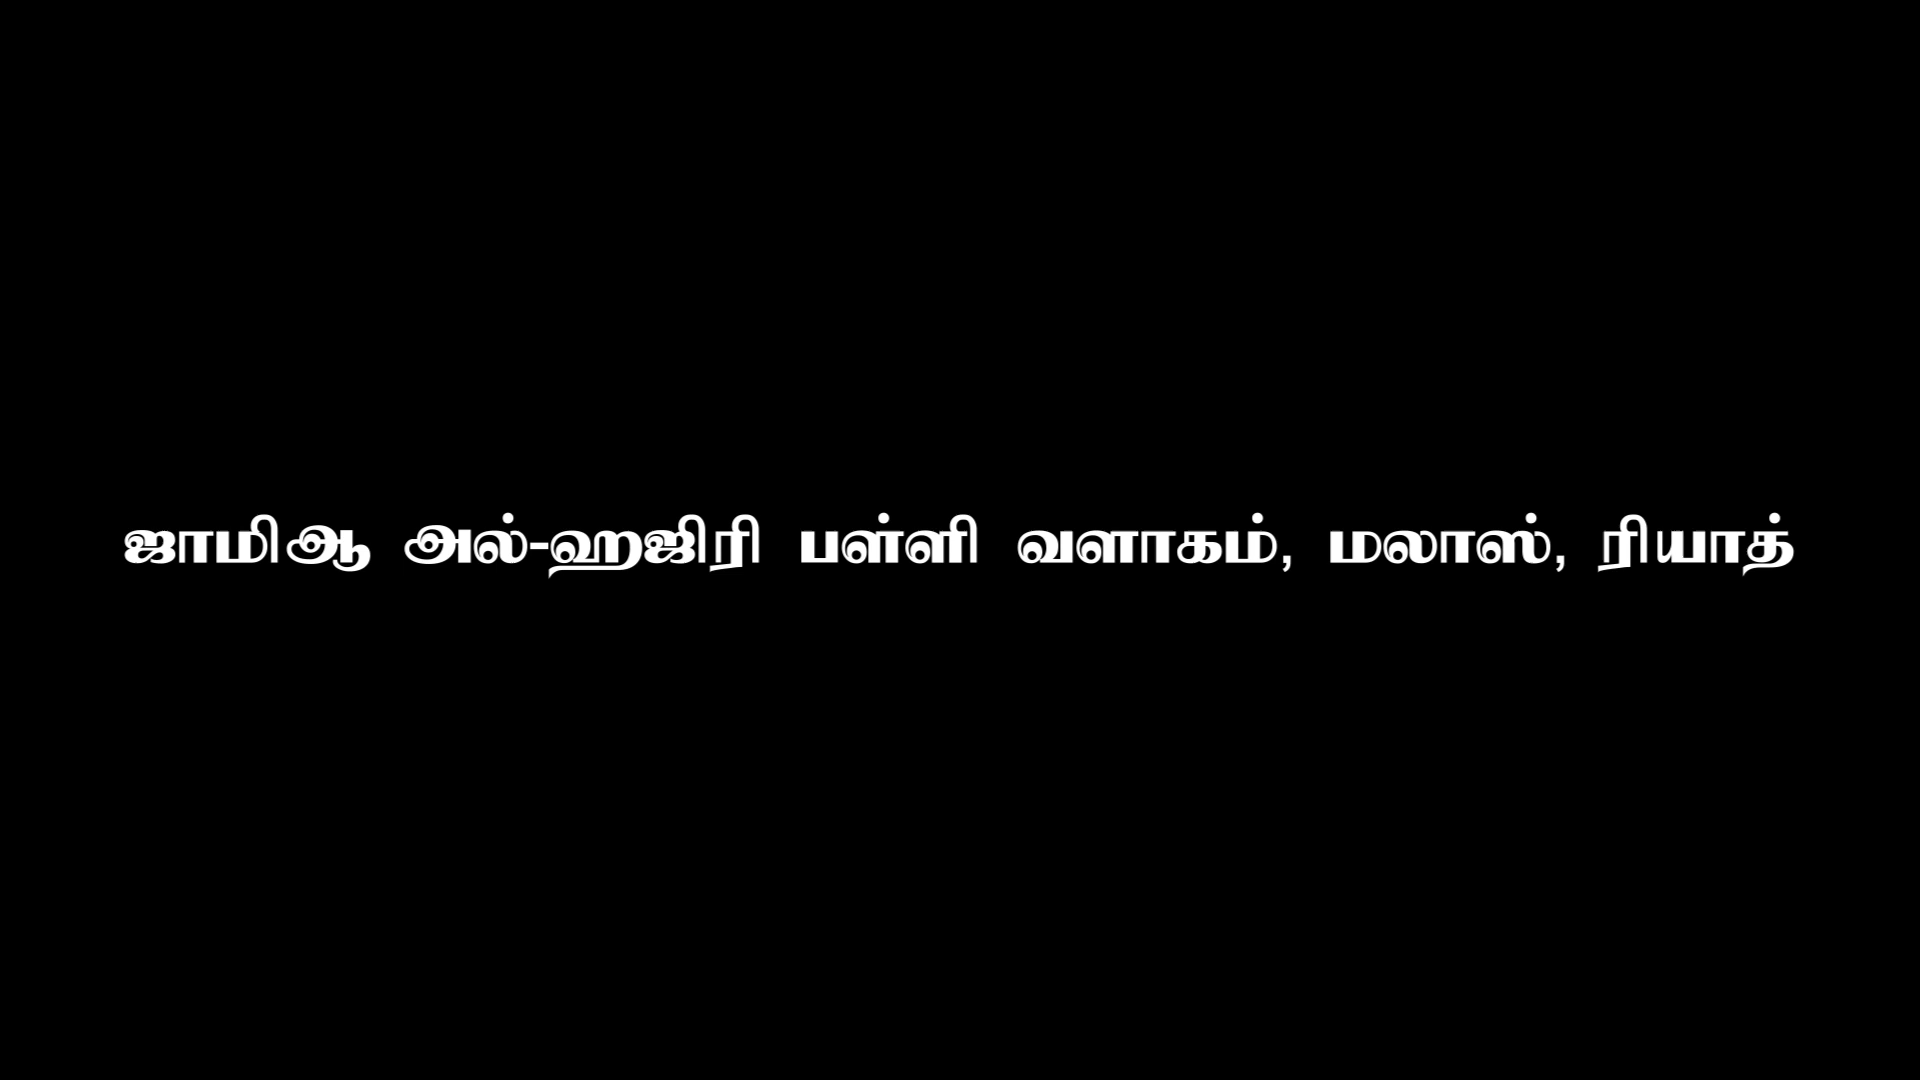 ஜாமிஆ அல்-ஹஜிரி பள்ளி வளாகம், மலாஸ், ரியாத்